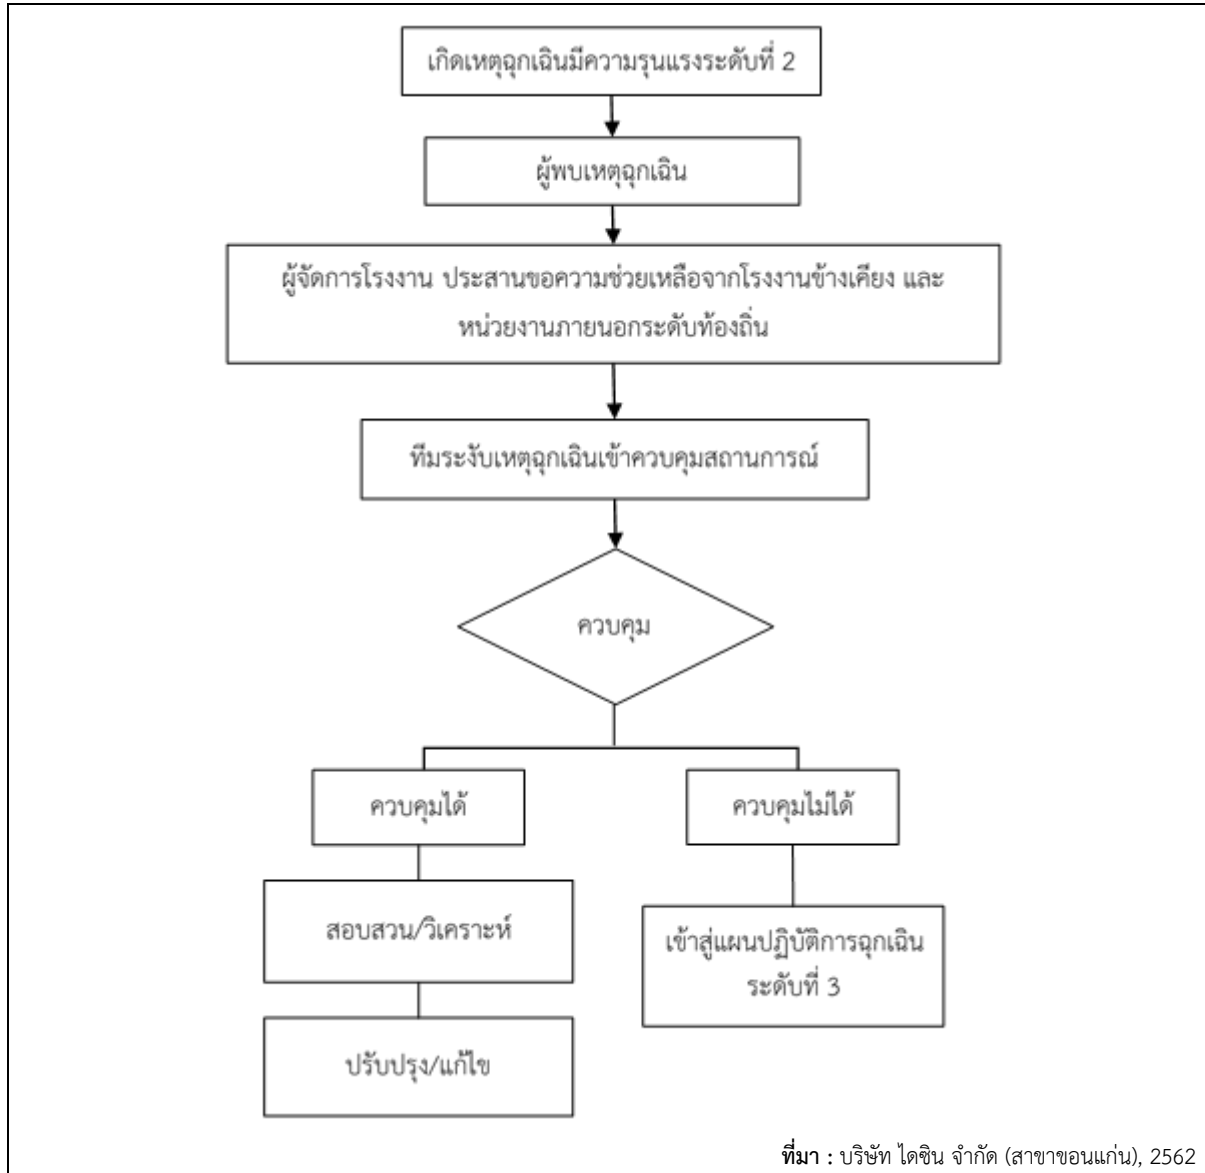 เกิดเหตุฉุกเฉินมีความรุนแรงระดับที่ 2
ผู้พบเหตุฉุกเฉิน
ผู้จัดการโรงงาน ประสานขอความช่วยเหลือจากโรงงานข้างเคียง และ
หน่วยงานภายนอกระดับท้องถิ่น
ทีมระงับเหตุฉุกเฉินเข้าควบคุมสถานการณ์
ควบคุม
ควบคุมได้
ควบคุมไม่ได้
สอบสวน/วิเคราะห์
เข้าสู่แผนปฏิบัติการฉุกเฉิน
ระดับที่ 3
ปรับปรุง/แก้ไข
ที่มา : บริษัท ไดซิน จำกัด (สาขาขอนแก่น), 2562